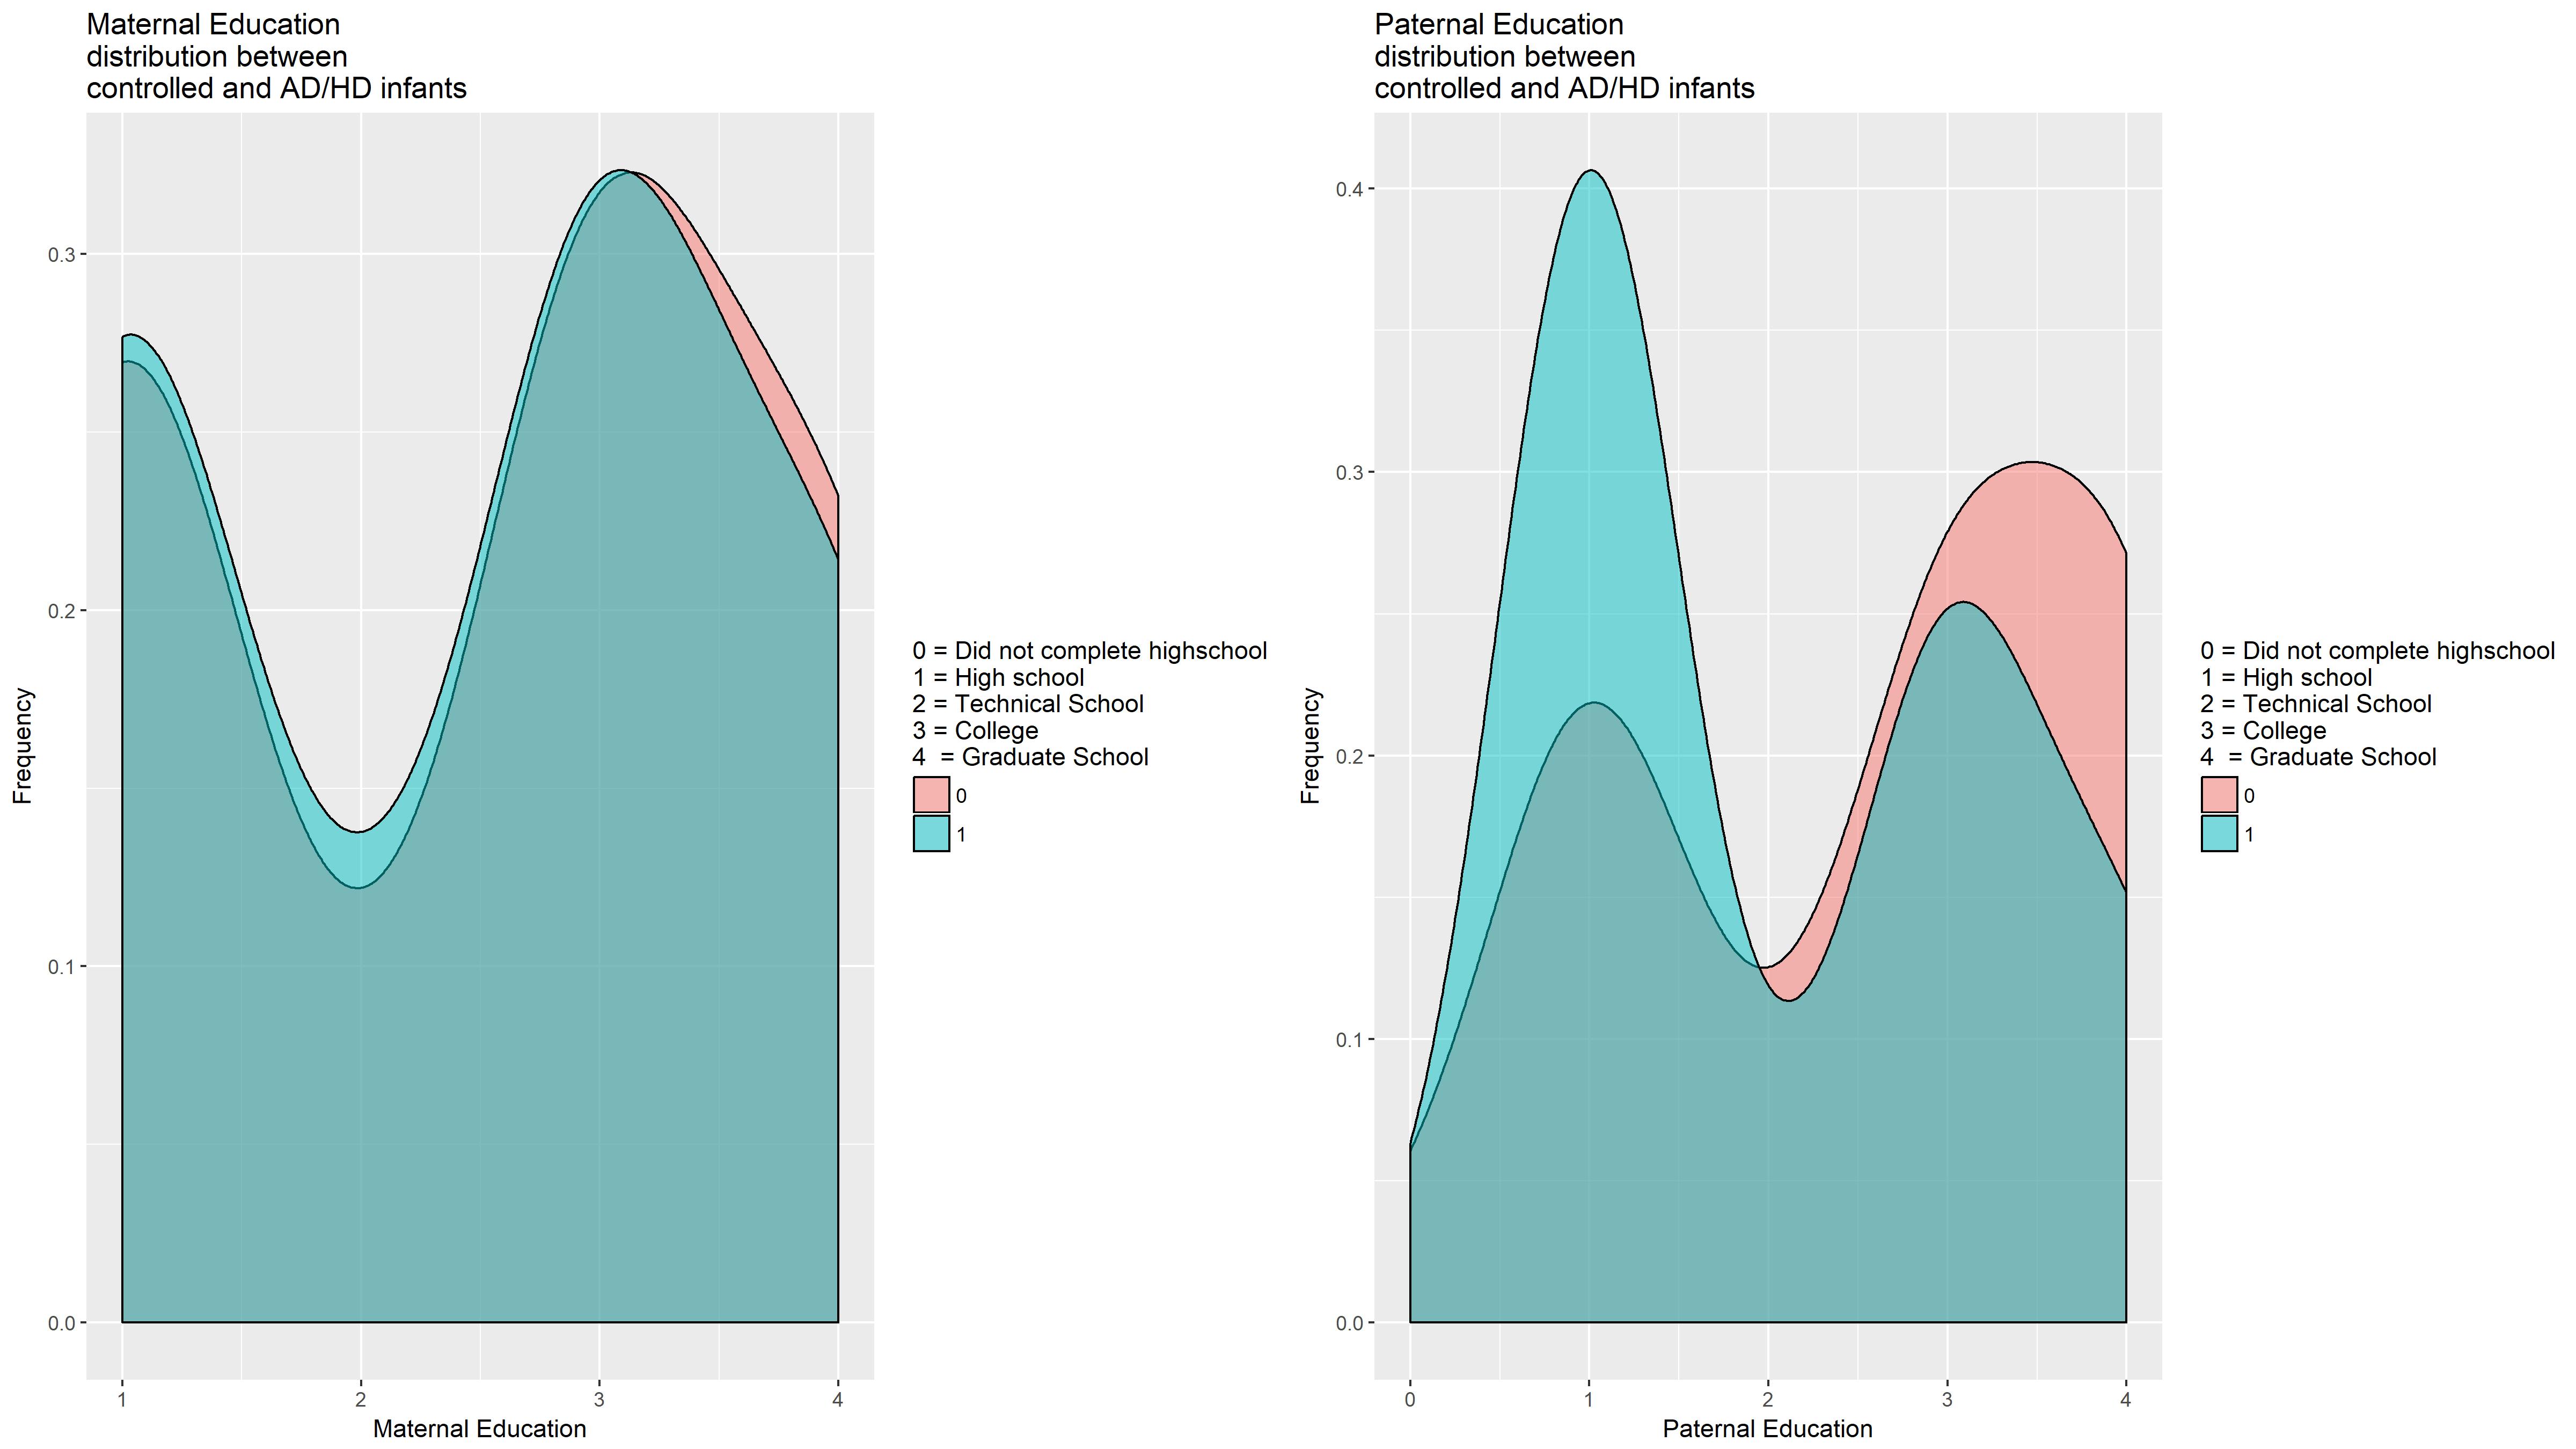 Maternal Education
distribution between
controlled and AD/HD infants
0.3
0.2
0.1
0.0
Frequency
1 2 3 4
Maternal Education
0 = Did not complete highschool
1 = High school
2 = Technical School
3 = College
4  = Graduate School
0
1
Paternal Education
distribution between
controlled and AD/HD infants
0.4
0.3
0.2
0.1
0.0
Frequency
0 1 2 3 4
Paternal Education
0 = Did not complete highschool
1 = High school
2 = Technical School
3 = College
4  = Graduate School
0
1